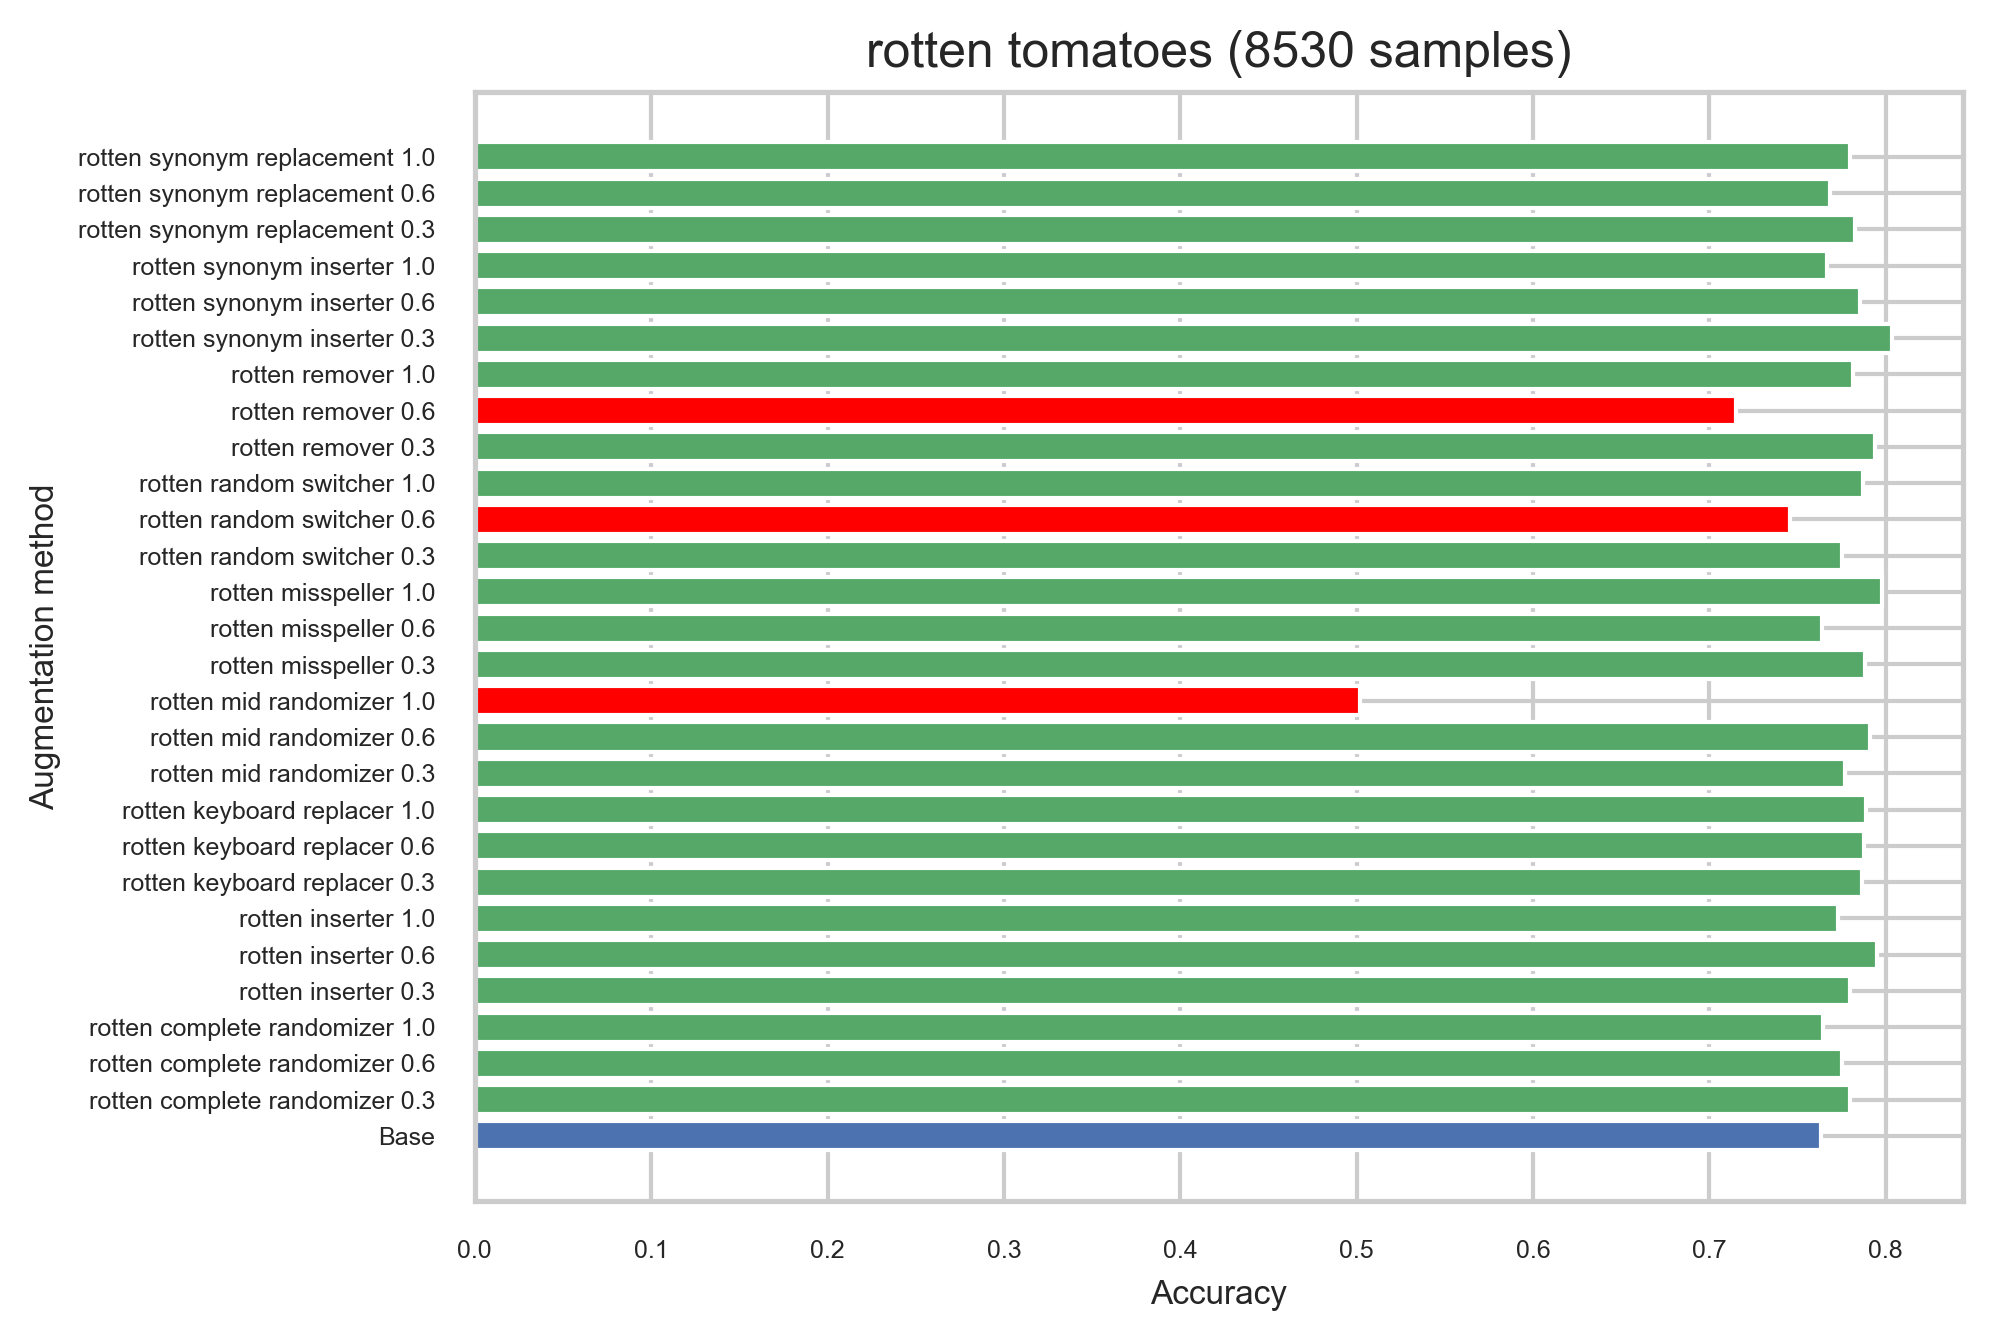 rotten tomatoes (8530 samples)
rotten synonym replacement 1.0
rotten synonym replacement 0.6
rotten synonym replacement 0.3
rotten synonym inserter 1.0
rotten synonym inserter 0.6
rotten synonym inserter 0.3
rotten remover 1.0
rotten remover 0.6
rotten remover 0.3
rotten random switcher 1.0
rotten random switcher 0.6
rotten random switcher 0.3
rotten misspeller 1.0
rotten misspeller 0.6
rotten misspeller 0.3
rotten mid randomizer 1.0
rotten mid randomizer 0.6
rotten mid randomizer 0.3
rotten keyboard replacer 1.0
rotten keyboard replacer 0.6
rotten keyboard replacer 0.3
rotten inserter 1.0
rotten inserter 0.6
rotten inserter 0.3
rotten complete randomizer 1.0
rotten complete randomizer 0.6
rotten complete randomizer 0.3
Base
Augmentation method
0.0 0.1 0.2 0.3 0.4 0.5 0.6 0.7 0.8
Accuracy